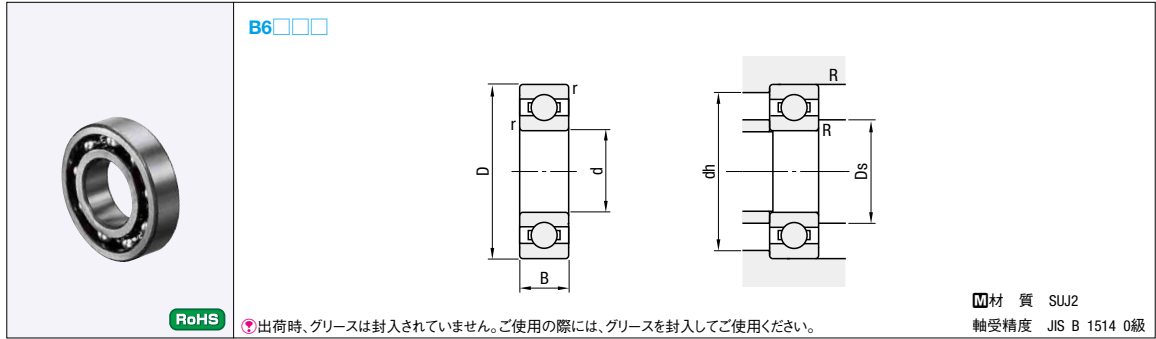 B6□□□
r
r
D
d
B
R
R
dh
Ds
RoHS
出荷時、グリースは封入されていません。ご使用の際には、グリースを封入してご使用ください。
M材 質 SUJ2
軸受精度 JIS B 1514 0級